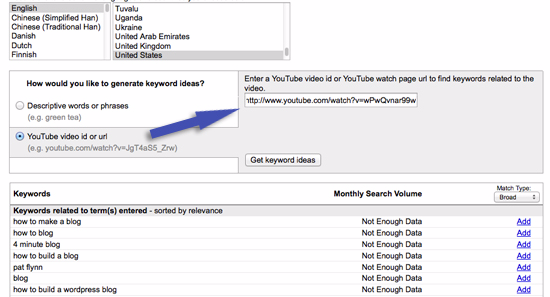 English
Chinese (Simplified Han)
Chinese (Traditional Han)
Danish
Dutch
Finnish
Tuvalu
Uganda
Ukraine
United Arab Emirates
United Kingdom
United States
How would you like to generate keyword ideas?
Descriptive words or phrases
(e.g. green tea)
YouTube video id or url
(e.g. youtube.com/watch?v=JgT4aS5_Zrw)
Enter a YouTube video id or YouTube watch page url to find keywords related to the
video.
http://www.youtube.com/watch?v=wPwQvnar99w
Get keyword ideas
Keywords Monthly Search Volume Match Type:
Broad
Keywords related to term(s) entered - sorted by relevance
how to make a blog Not Enough Data Add
how to blog Not Enough Data Add
4 minute blog Not Enough Data Add
how to build a blog Not Enough Data Add
pat flynn Not Enough Data Add
blog Not Enough Data Add
how to build a wordpress blog Not Enough Data Add